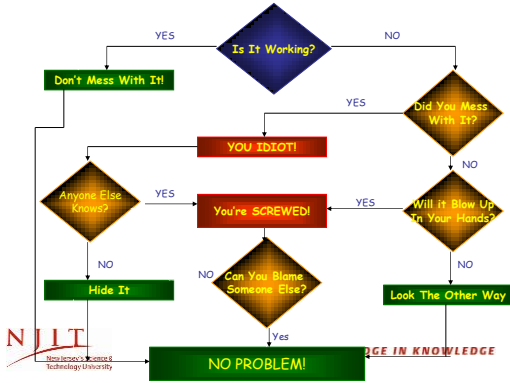 YES
Is It Working?
NO
Don't Mess With It!
YES
Did You Mess
With It?
YOU IDIOT!
NO
Anyone Else
Knows?
YES
You're SCREWED!
YES
Will it Blow Up
In Your Hands?
NO
NO
Can You Blame
Someone Else?
NO
Hide It
Look The Other Way
NJIT
New Jersey's Science &
Technology University
Yes
NO PROBLEM!
IN KNOWLEDGE